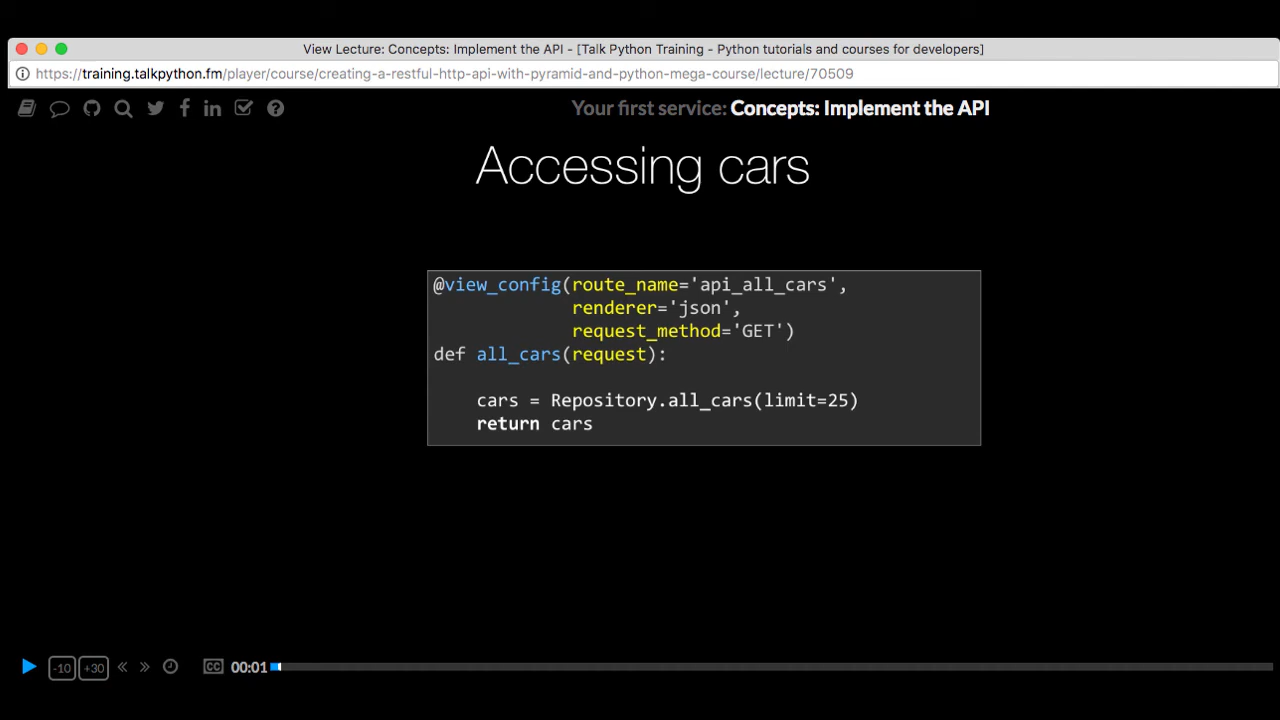 View Lecture: Concepts: Implement the API - [Talk Python Training - Python tutorials and courses for developers]
https://training.talkpython.fm/player/course/creating-a-restful-http-api-with-pyramid-and-python-mega-course/lecture/70509
Your first service: Concepts: Implement the API
Accessing cars
@view_config(route_name='api_all_cars',
             renderer='json',
             request_method='GET')
def all_cars(request):
    cars = Repository.all_cars(limit=25)
    return cars
-10 +30 CC 00:01